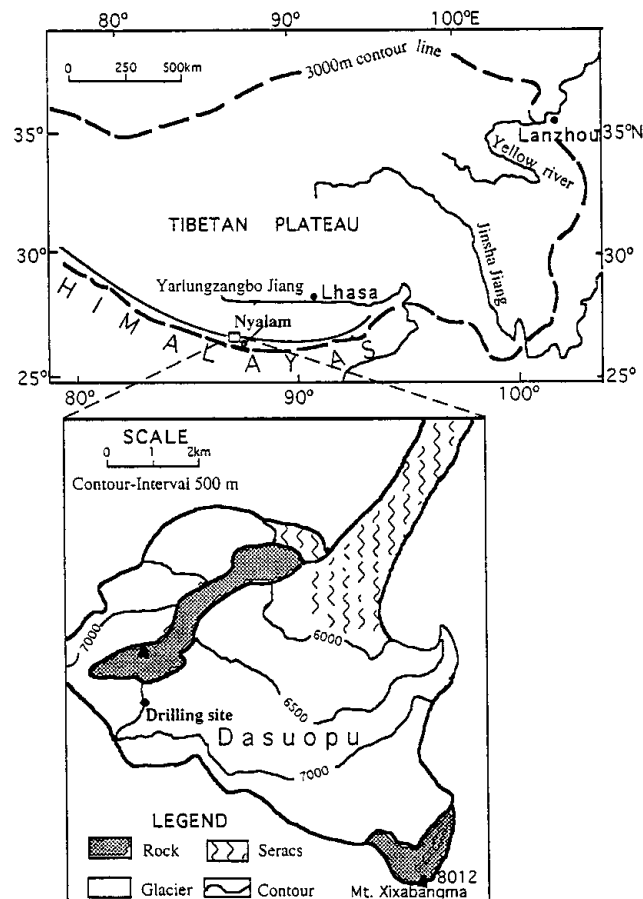 80° 90° 100°E
0 250 500km
3000m contour line
35° 35°N
Lanzhou
Yellow river
TIBETAN PLATEAU
Jinsha Jiang
30° 30°
Yarlungzangbo Jiang
Lhasa
Nyalam
HIMALAYAS
25° 25°
80° 90° 100°
SCALE
0 1 2km
Contour-Interval 500 m
7000
6000
6500
Drilling site
Dasuopu
7000
LEGEND
Rock Seracs
8012
Glacier Contour Mt. Xixabangma